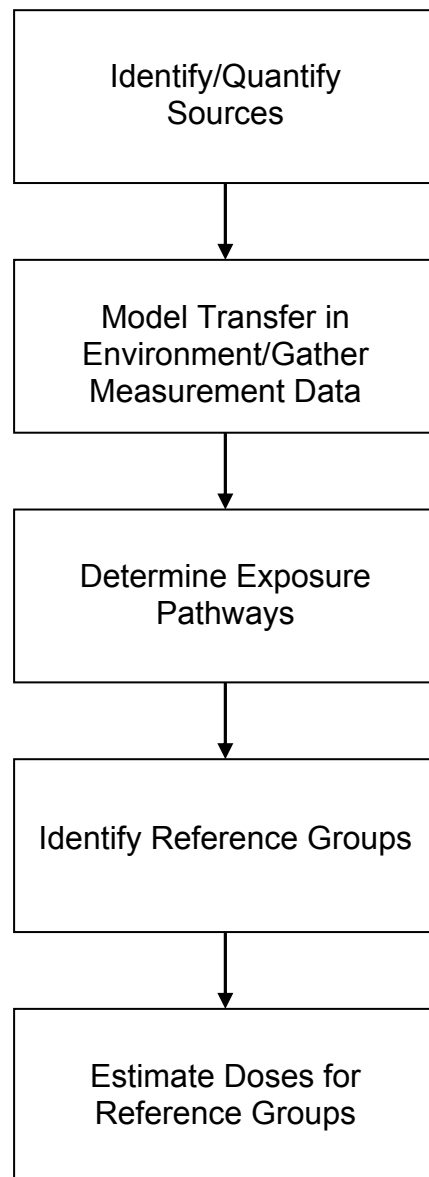 Identify/Quantify
Sources
Model Transfer in
Environment/Gather
Measurement Data
Determine Exposure
Pathways
Identify Reference Groups
Estimate Doses for
Reference Groups